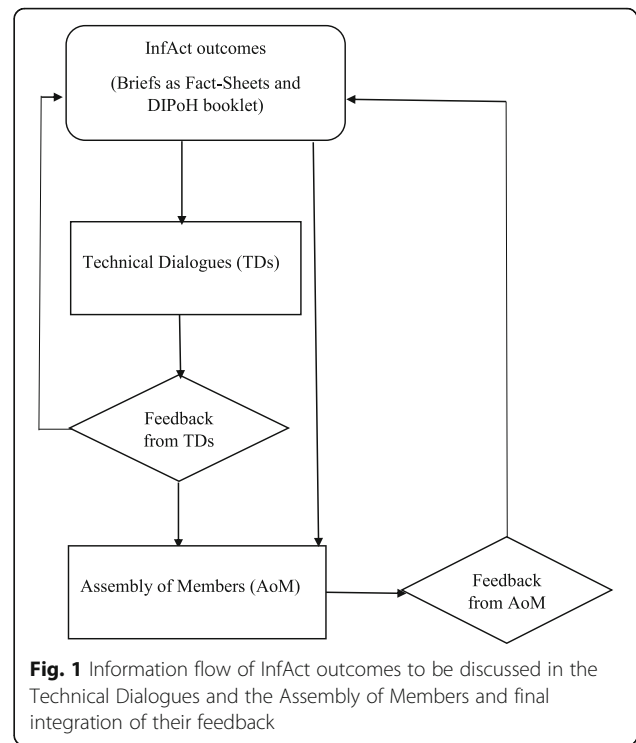 InfAct outcomes
(Briefs as Fact-Sheets and
DIPoH booklet)
Technical Dialogues (TDs)
Feedback
from TDs
Assembly of Members (AoM)
Feedback
from AoM
Fig. 1 Information flow of InfAct outcomes to be discussed in the
Technical Dialogues and the Assembly of Members and final
integration of their feedback